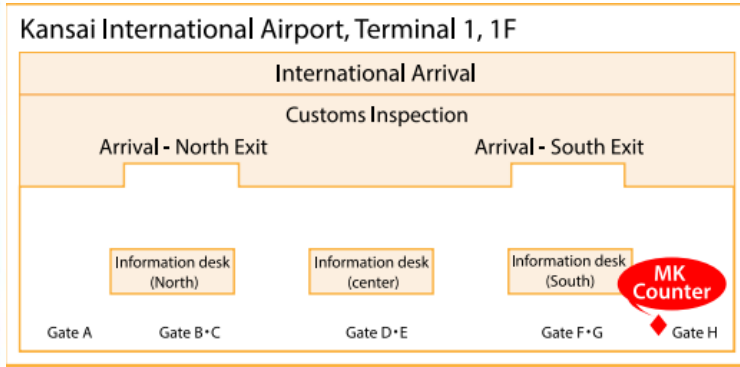 Kansai International Airport, Terminal 1, 1F
International Arrival
Customs Inspection
Arrival - North Exit
Arrival - South Exit
Information desk
(North)
Information desk
(center)
Information desk
(South)
MK
Counter
Gate A
Gate B・C
Gate D・E
Gate F・G
Gate H